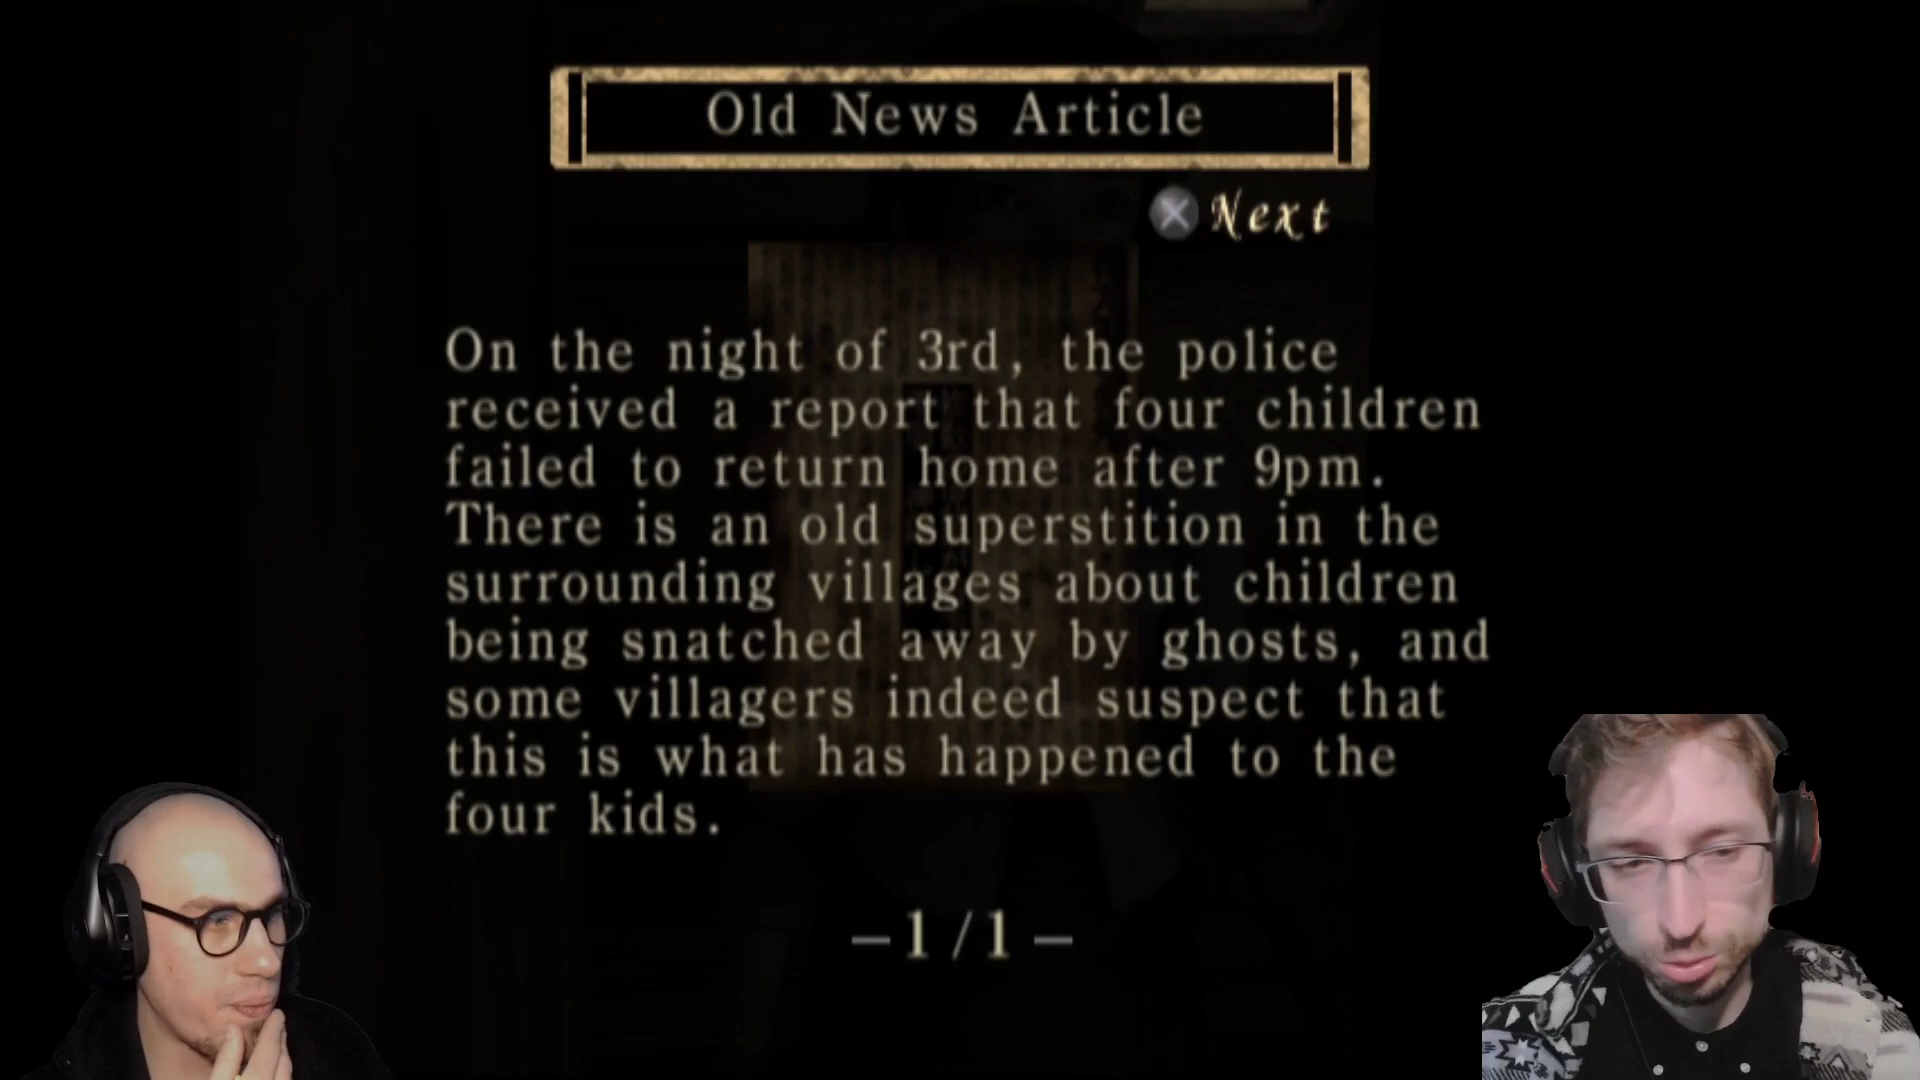 Old News Article
Next
On the night of 3rd, the police
received a report that four children
failed to return home after 9pm.
There is an old superstition in the
surrounding villages about children
being snatched away by ghosts, and
some villagers indeed suspect that
this is what has happened to the
four kids.
—1/1—